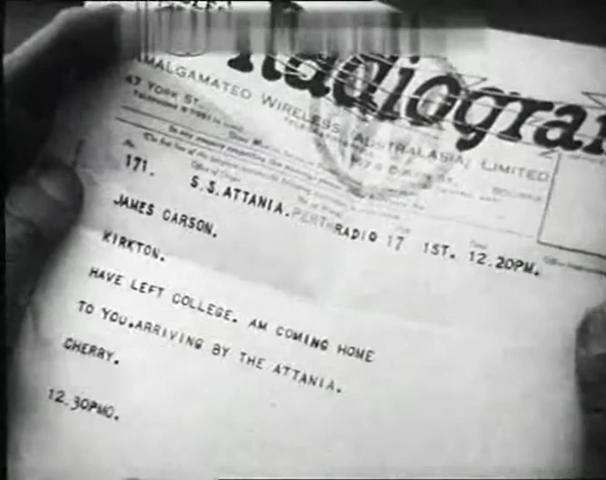 Radiogram
AMALGAMATED WIRELESS (AUSTRALASIA) LIMITED
47 YORK ST.
171. S.S.ATTANIA. PERTHRADIO 17 1ST. 12.20PM.
JAMES CARSON.
KIRKTON.
HAVE LEFT COLLEGE. AM COMING HOME
TO YOU.ARRIVING BY THE ATTANIA.
CHERRY.
12.30PMO.